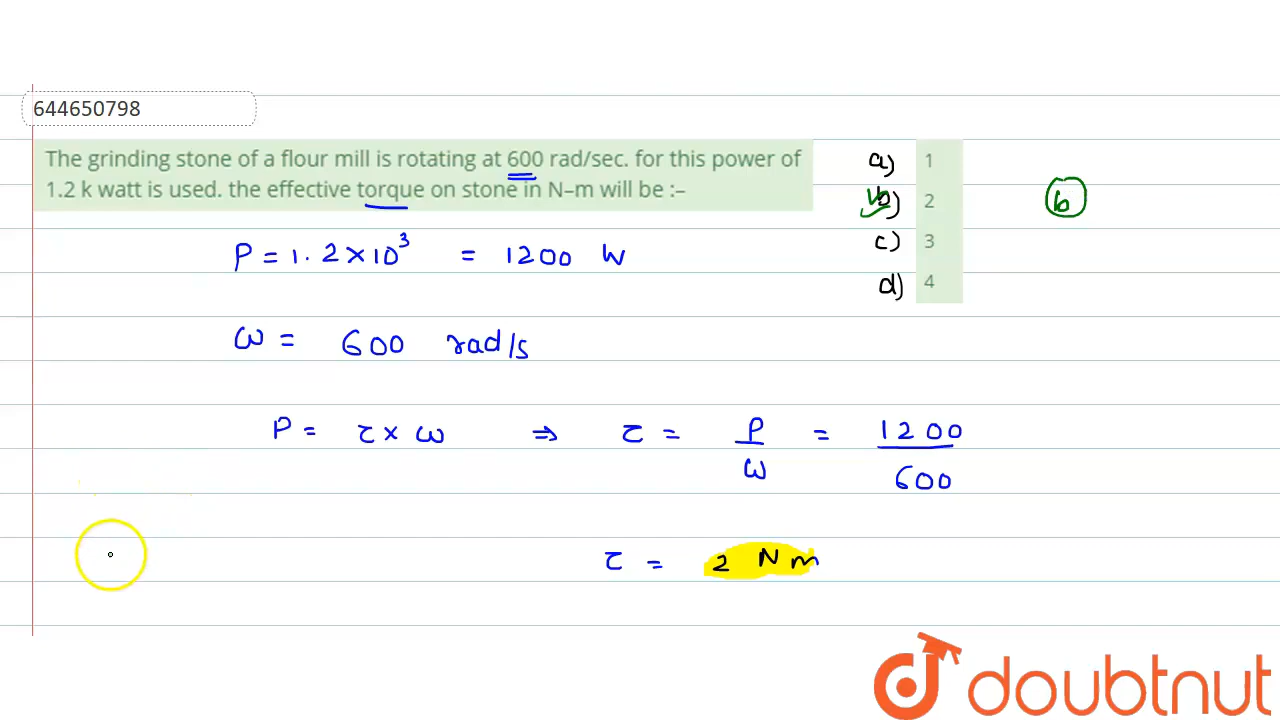 644650798
The grinding stone of a flour mill is rotating at 600 rad/sec. for this power of
1.2 k watt is used. the effective torque on stone in N–m will be :–
a) 1
b) 2
c) 3
d) 4
b
P = 1.2 × 10³ = 1200 W
ω = 600 rad/s
P = τ × ω ⇒ τ = P/ω = 1200/600
τ = 2 Nm
doubtnut